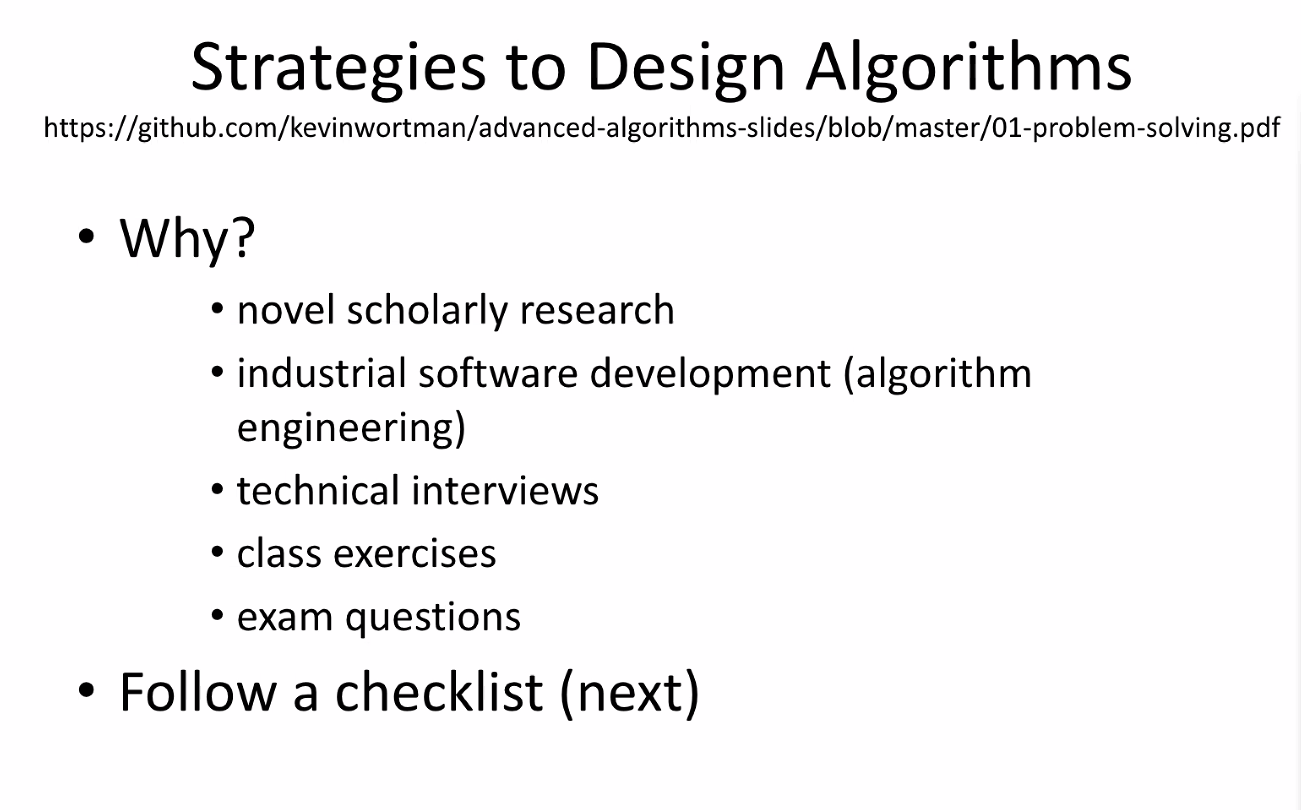 Strategies to Design Algorithms
https://github.com/kevinwortman/advanced-algorithms-slides/blob/master/01-problem-solving.pdf
• Why?
• novel scholarly research
• industrial software development (algorithm
engineering)
• technical interviews
• class exercises
• exam questions
• Follow a checklist (next)